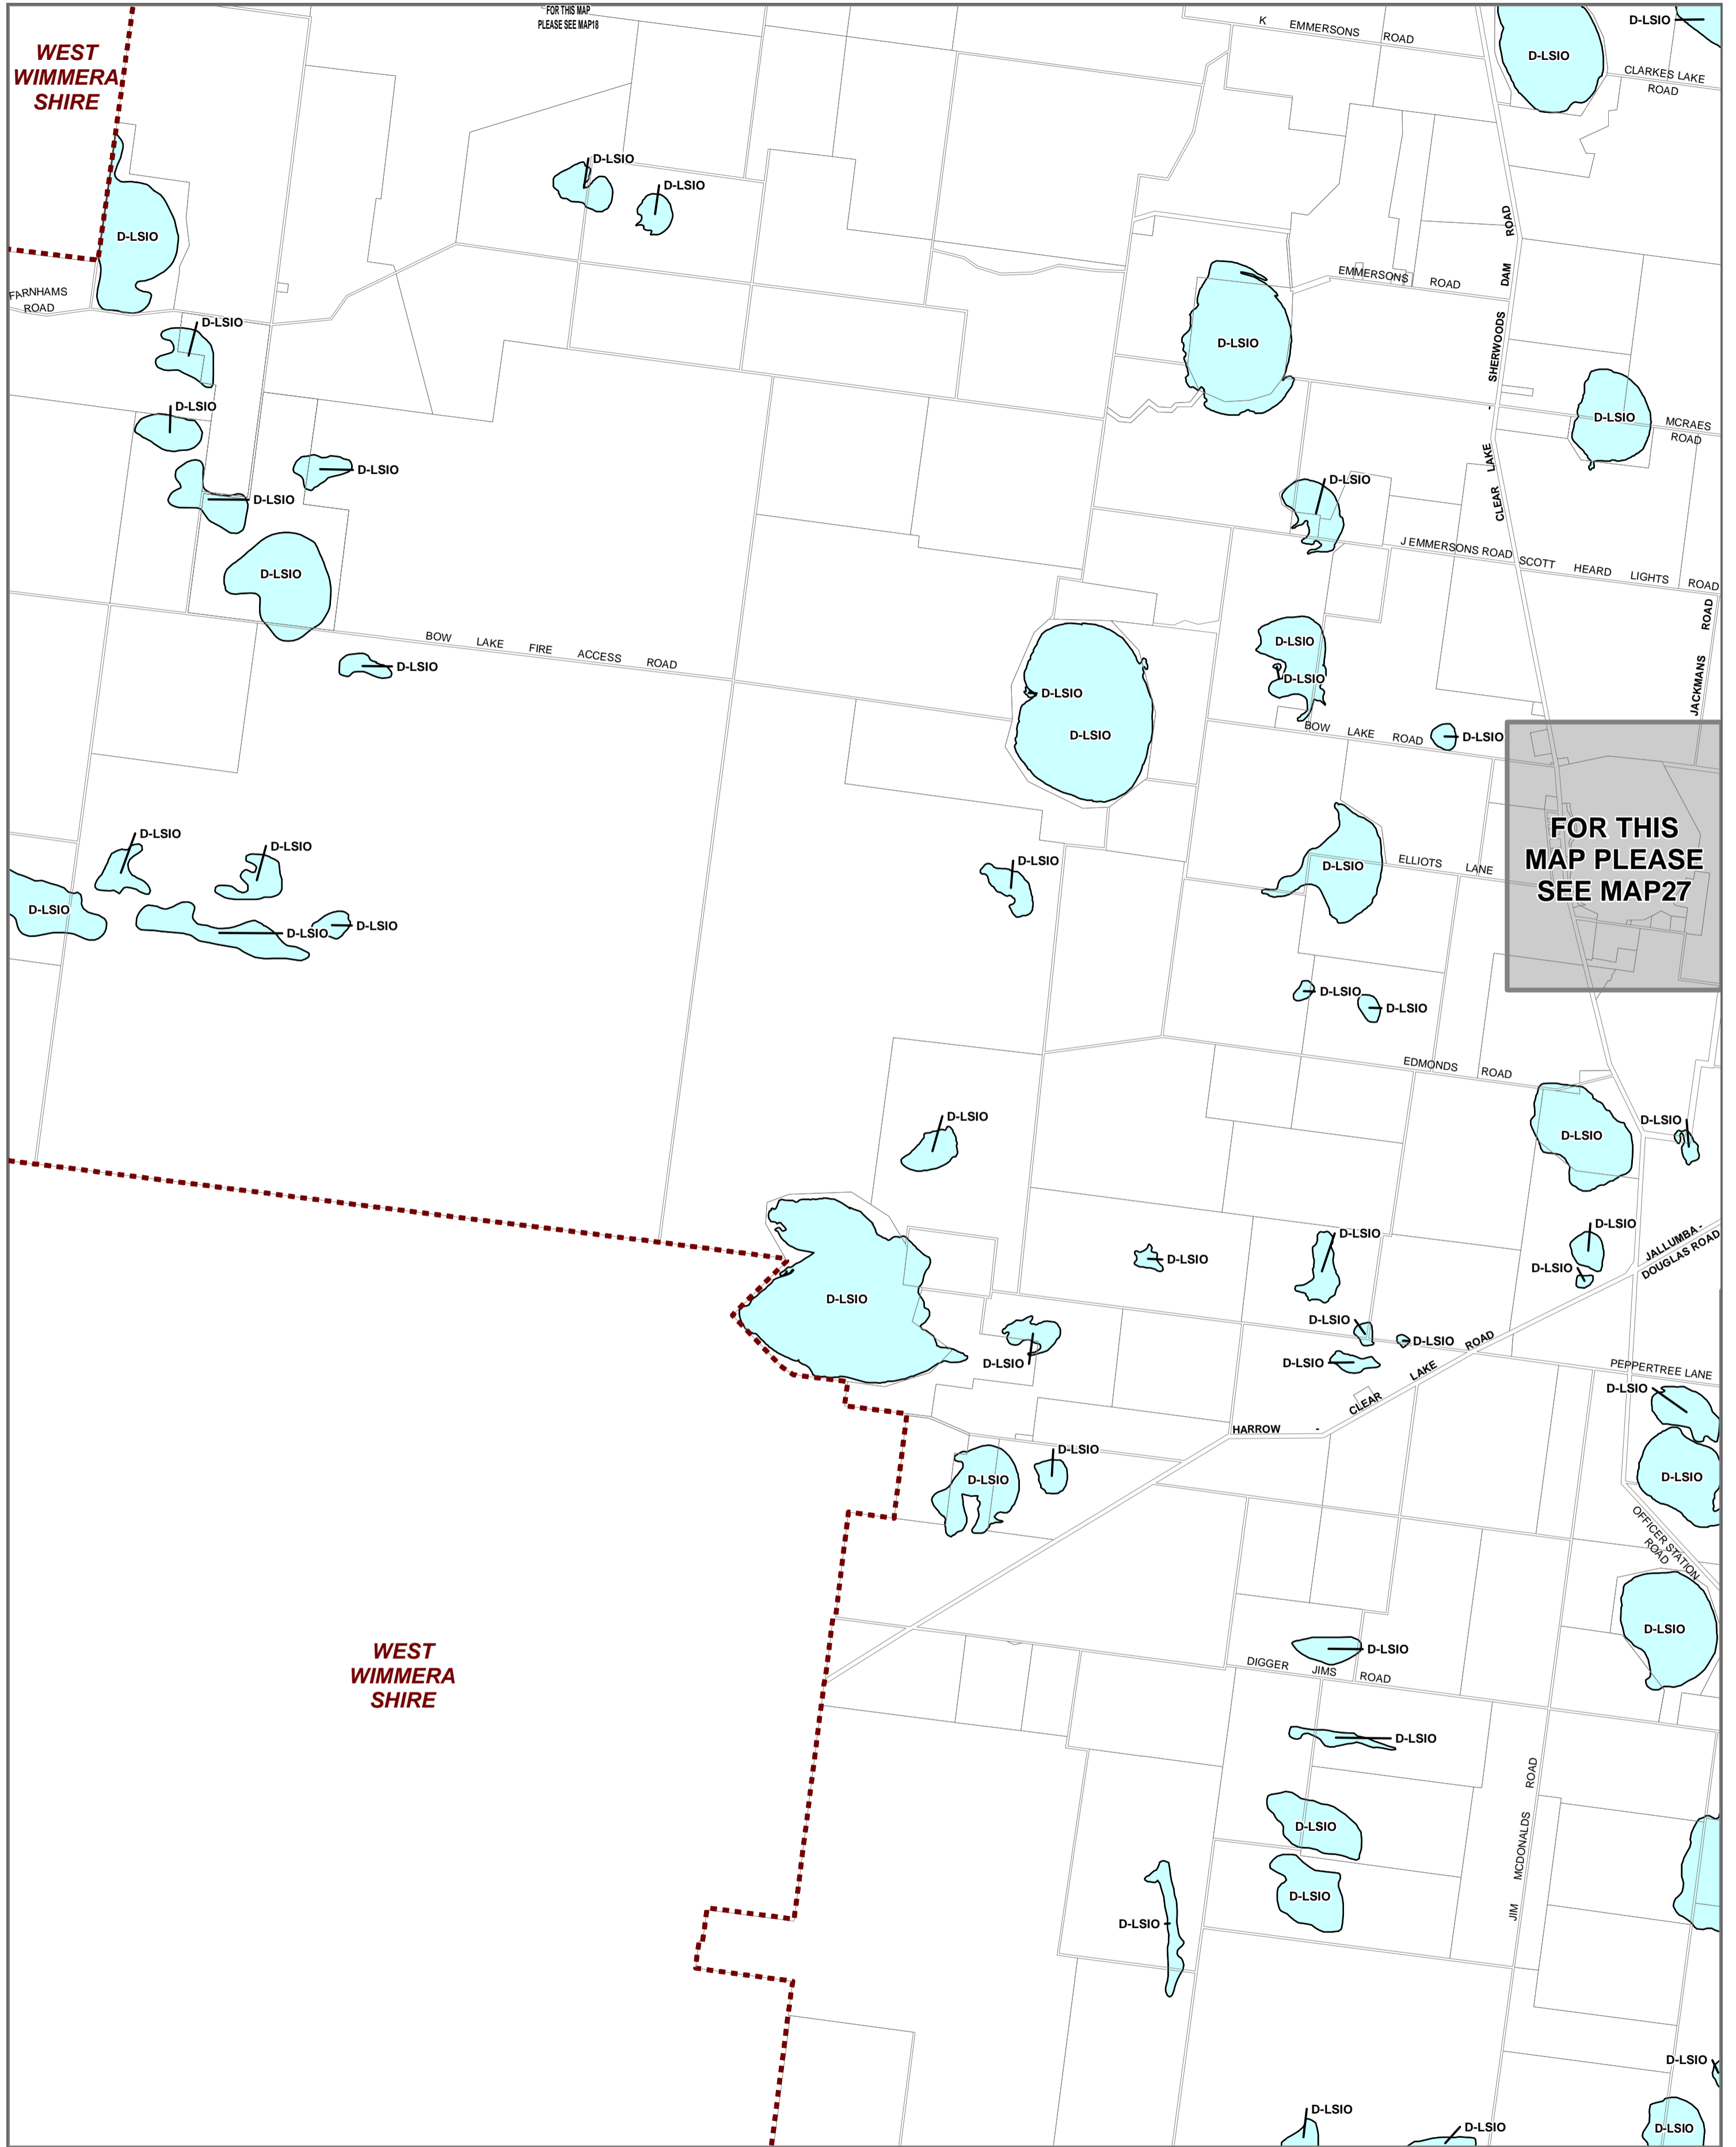 FOR THIS MAP
PLEASE SEE MAP18
K EMMERSONS ROAD
D-LSIO
D-LSIO
WEST
WIMMERA
SHIRE
CLARKES LAKE
ROAD
D-LSIO
D-LSIO
D-LSIO
ROAD
DAM
SHERWOODS
-
LAKE
CLEAR
EMMERSONS ROAD
FARNHAMS
ROAD
D-LSIO
D-LSIO
D-LSIO
D-LSIO
MCRAES
ROAD
D-LSIO
D-LSIO
D-LSIO
D-LSIO
J EMMERSONS ROAD
SCOTT HEARD LIGHTS ROAD
D-LSIO
ROAD
JACKMANS
BOW LAKE FIRE ACCESS ROAD
D-LSIO
D-LSIO
D-LSIO
D-LSIO
D-LSIO
BOW LAKE ROAD
D-LSIO
FOR THIS
MAP PLEASE
SEE MAP27
D-LSIO
D-LSIO
D-LSIO
D-LSIO
ELLIOTS LANE
D-LSIO
D-LSIO
D-LSIO
D-LSIO
D-LSIO
EDMONDS ROAD
D-LSIO
D-LSIO
D-LSIO
D-LSIO
D-LSIO
D-LSIO
D-LSIO
JALLUMBA -
DOUGLAS ROAD
D-LSIO
D-LSIO
D-LSIO
D-LSIO
D-LSIO
PEPPERTREE LANE
D-LSIO
HARROW - CLEAR LAKE ROAD
D-LSIO
D-LSIO
D-LSIO
OFFICER STATION
ROAD
D-LSIO
WEST
WIMMERA
SHIRE
D-LSIO
DIGGER JIMS ROAD
D-LSIO
ROAD
MCDONALDS
JIM
D-LSIO
D-LSIO
D-LSIO
D-LSIO
D-LSIO
D-LSIO
D-LSIO